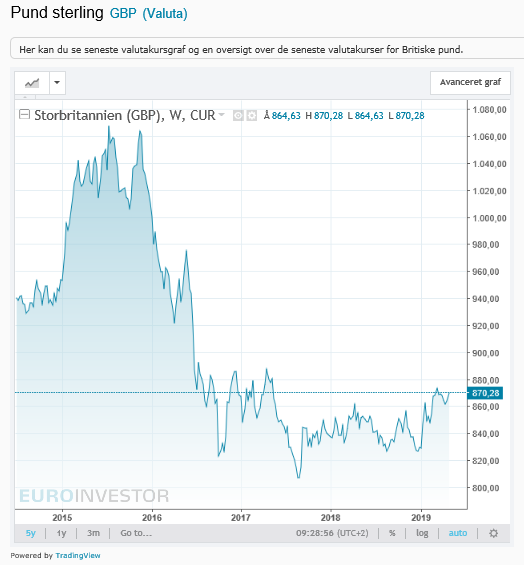 Pund sterling GBP (Valuta)
Her kan du se seneste valutakursgraf og en oversigt over de seneste valutakurser for Britiske pund.
Avanceret graf
Storbritannien (GBP), W, CUR Å 864,63 H 870,28 L 864,63 L 870,28
1.080,00
1.060,00
1.040,00
1.020,00
1.000,00
980,00
960,00
940,00
920,00
900,00
880,00
870,28
860,00
840,00
820,00
800,00
EUROINVESTOR
2015 2016 2017 2018 2019
5y 1y 3m Go to... 09:28:56 (UTC+2) % log auto
Powered by TradingView